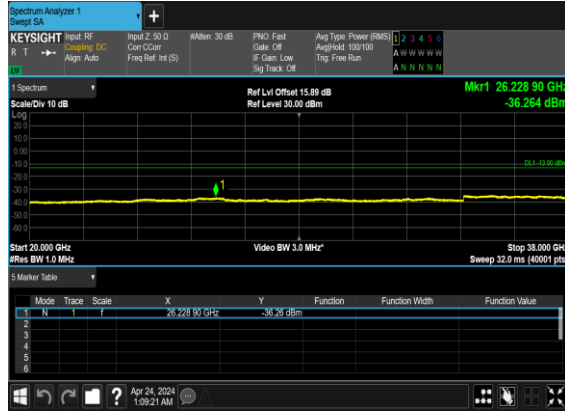 Spectrum Analyzer 1
Swept SA
+
KEYSIGHT Input: RF Input Z: 50 Ω #Atten: 30 dB PNO: Fast Avg Type: Power (RMS) 1 2 3 4 5 6
R T Coupling: DC Corr CCorr Gate: Off Avg|Hold: 100/100 A W W W W W
Align: Auto Freq Ref: Int (S) IF Gain: Low Trig: Free Run
Sig Track: Off A N N N N N
1 Spectrum Ref Lvl Offset 15.89 dB Mkr1 26.228 90 GHz
Scale/Div 10 dB Ref Level 30.00 dBm -36.264 dBm
Log
20.0
10.0
0.00
-10.0
DL1 -13.00 dBm
-20.0
-30.0
1
-40.0
-50.0
-60.0
Start 20.000 GHz Video BW 3.0 MHz* Stop 38.000 GHz
#Res BW 1.0 MHz Sweep 32.0 ms (40001 pts)
5 Marker Table
Mode Trace Scale X Y Function Function Width Function Value
1 N 1 f 26.228 90 GHz -36.26 dBm
2
3
4
5
6
? Apr 24, 2024
1:09:21 AM